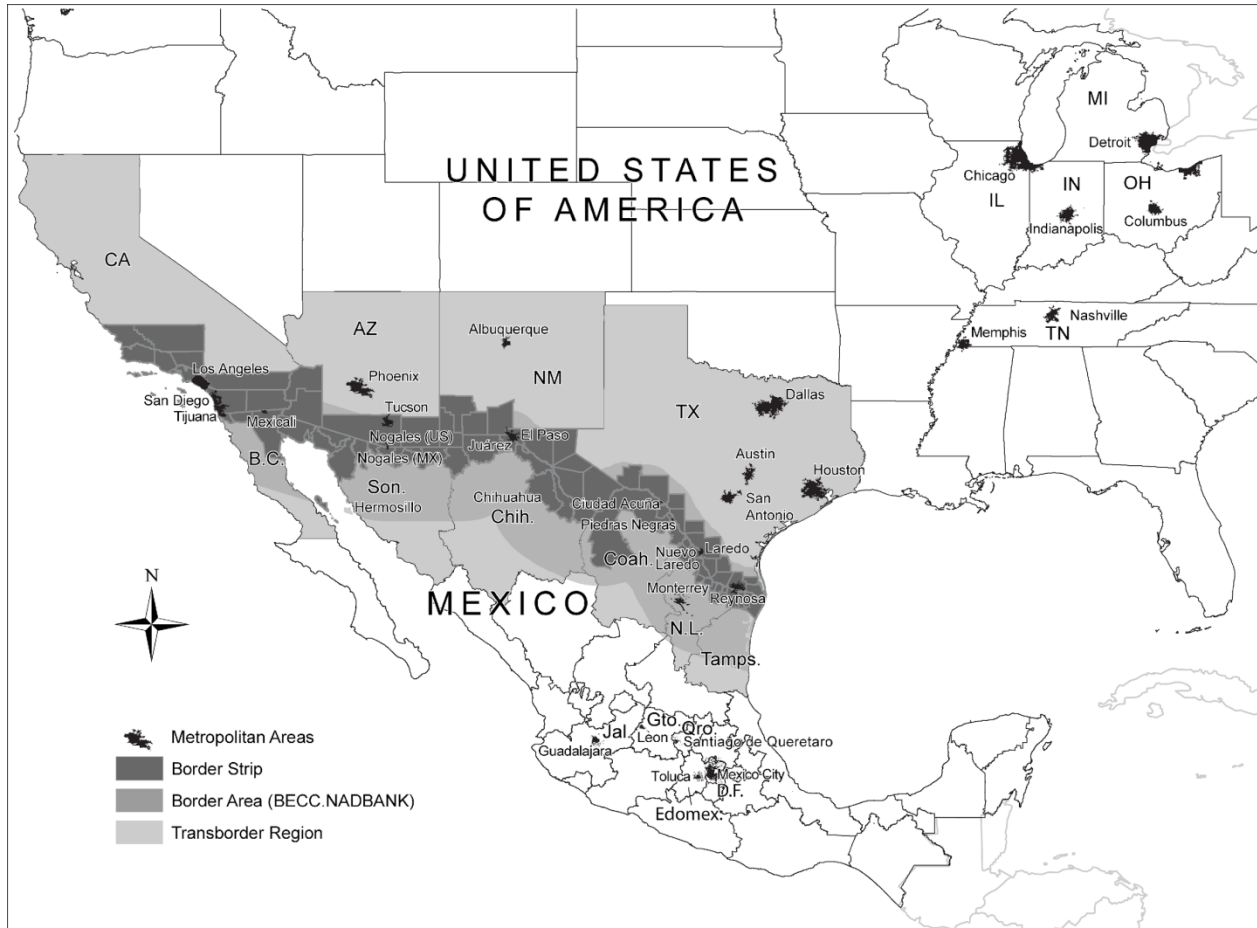 MI
Detroit
Chicago
IL
IN
OH
Indianapolis
Columbus
UNITED STATES
OF AMERICA
CA
AZ
Albuquerque
NM
Nashville
Memphis
TN
Los Angeles
Phoenix
San Diego
Tijuana
Mexicali
Tucson
TX
Dallas
Nogales (US)
Juárez
El Paso
Nogales (MX)
B.C.
Austin
Houston
Son.
Hermosillo
Chihuahua
Chih.
Ciudad Acuña
San
Antonio
Piedras Negras
Coah.
Nuevo
Laredo
Laredo
Monterrey
Reynosa
N
MEXICO
N.L.
Tamps.
Jal.
Gto.
Qro.
Leon
Santiago de Queretaro
Guadalajara
Toluca
Mexico City
D.F.
Edomex.
Metropolitan Areas
Border Strip
Border Area (BECC.NADBANK)
Transborder Region